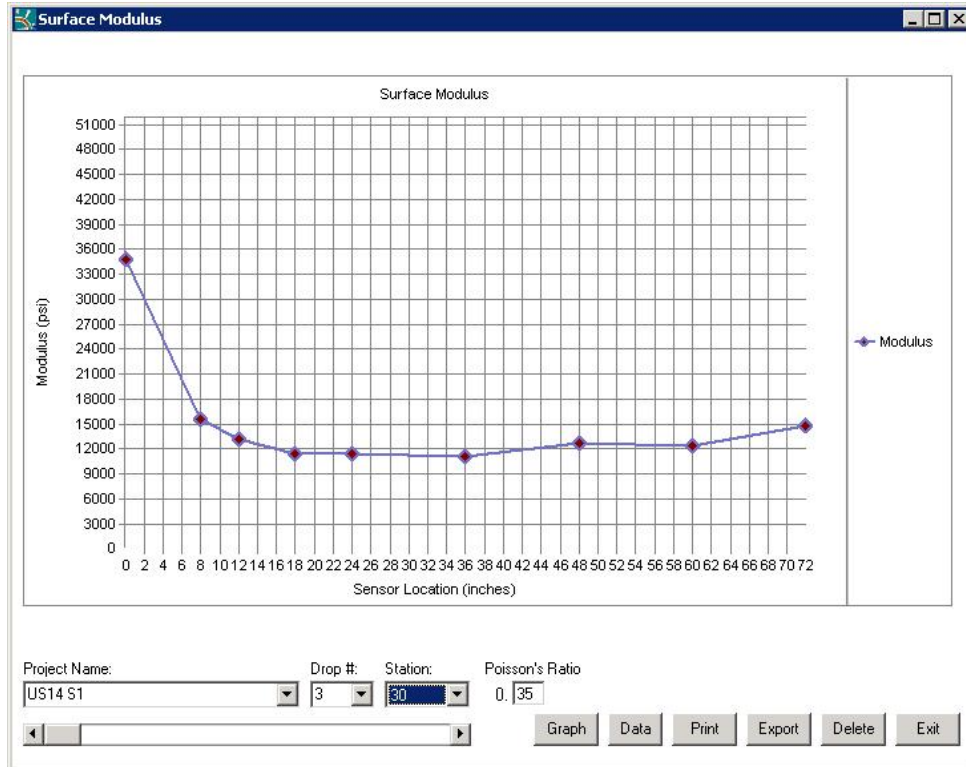 Surface Modulus
Surface Modulus
51000
48000
45000
42000
39000
36000
33000
30000
27000
24000
21000
18000
15000
12000
9000
6000
3000
0
Modulus (psi)
0 2 4 6 8 10 12 14 16 18 20 22 24 26 28 30 32 34 36 38 40 42 44 46 48 50 52 54 56 58 60 62 64 66 68 70 72
Sensor Location (inches)
Modulus
Project Name: Drop #: Station: Poisson's Ratio
US14 S1 3 30 0. 35
Graph Data Print Export Delete Exit